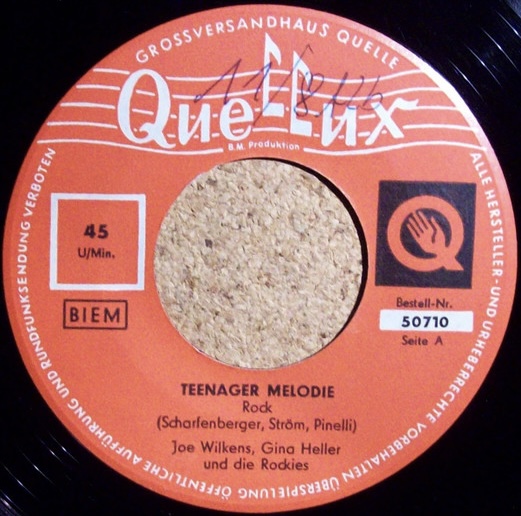 GROSSVERSANDHAUS QUELLE
Que-Lux
B.M. Produktion
45
U/Min.
BIEM
Q
Bestell-Nr.
50710
Seite A
TEENAGER MELODIE
Rock
(Scharfenberger, Ström, Pinelli)
Joe Wilkens, Gina Heller
und die Rockies
ALLE HERSTELLER- UND URHEBERRECHTE VORBEHALTEN ÜBERSPIELUNG ÖFFENTLICHE AUFFÜHRUNG UND RUNDFUNKSENDUNG VERBOTEN